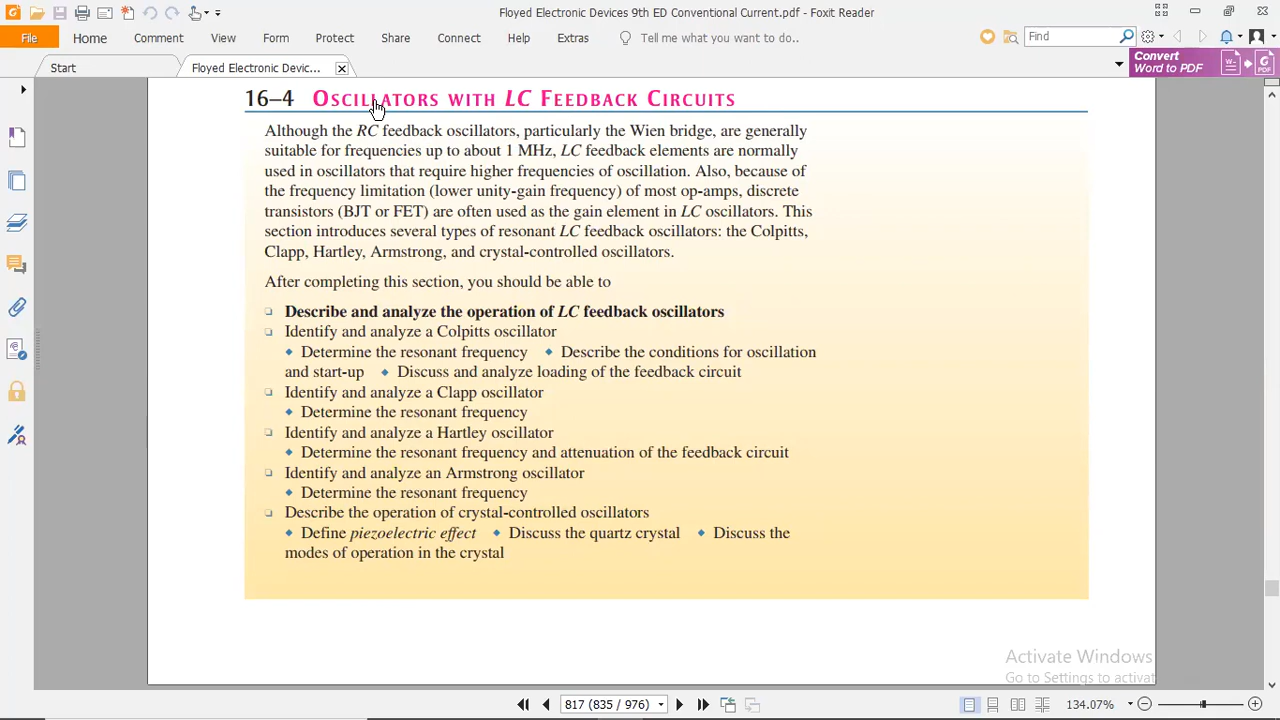 Floyed Electronic Devices 9th ED Conventional Current.pdf - Foxit Reader
File Home Comment View Form Protect Share Connect Help Extras Tell me what you want to do.. Find
Start Floyed Electronic Devic... Convert
Word to PDF
16–4 OSCILLATORS WITH LC FEEDBACK CIRCUITS
Although the RC feedback oscillators, particularly the Wien bridge, are generally
suitable for frequencies up to about 1 MHz, LC feedback elements are normally
used in oscillators that require higher frequencies of oscillation. Also, because of
the frequency limitation (lower unity-gain frequency) of most op-amps, discrete
transistors (BJT or FET) are often used as the gain element in LC oscillators. This
section introduces several types of resonant LC feedback oscillators: the Colpitts,
Clapp, Hartley, Armstrong, and crystal-controlled oscillators.
After completing this section, you should be able to
❏ Describe and analyze the operation of LC feedback oscillators
❏ Identify and analyze a Colpitts oscillator
◆ Determine the resonant frequency ◆ Describe the conditions for oscillation
and start-up ◆ Discuss and analyze loading of the feedback circuit
❏ Identify and analyze a Clapp oscillator
◆ Determine the resonant frequency
❏ Identify and analyze a Hartley oscillator
◆ Determine the resonant frequency and attenuation of the feedback circuit
❏ Identify and analyze an Armstrong oscillator
◆ Determine the resonant frequency
❏ Describe the operation of crystal-controlled oscillators
◆ Define piezoelectric effect ◆ Discuss the quartz crystal ◆ Discuss the
modes of operation in the crystal
Activate Windows
Go to Settings to activat
817 (835 / 976) 134.07%